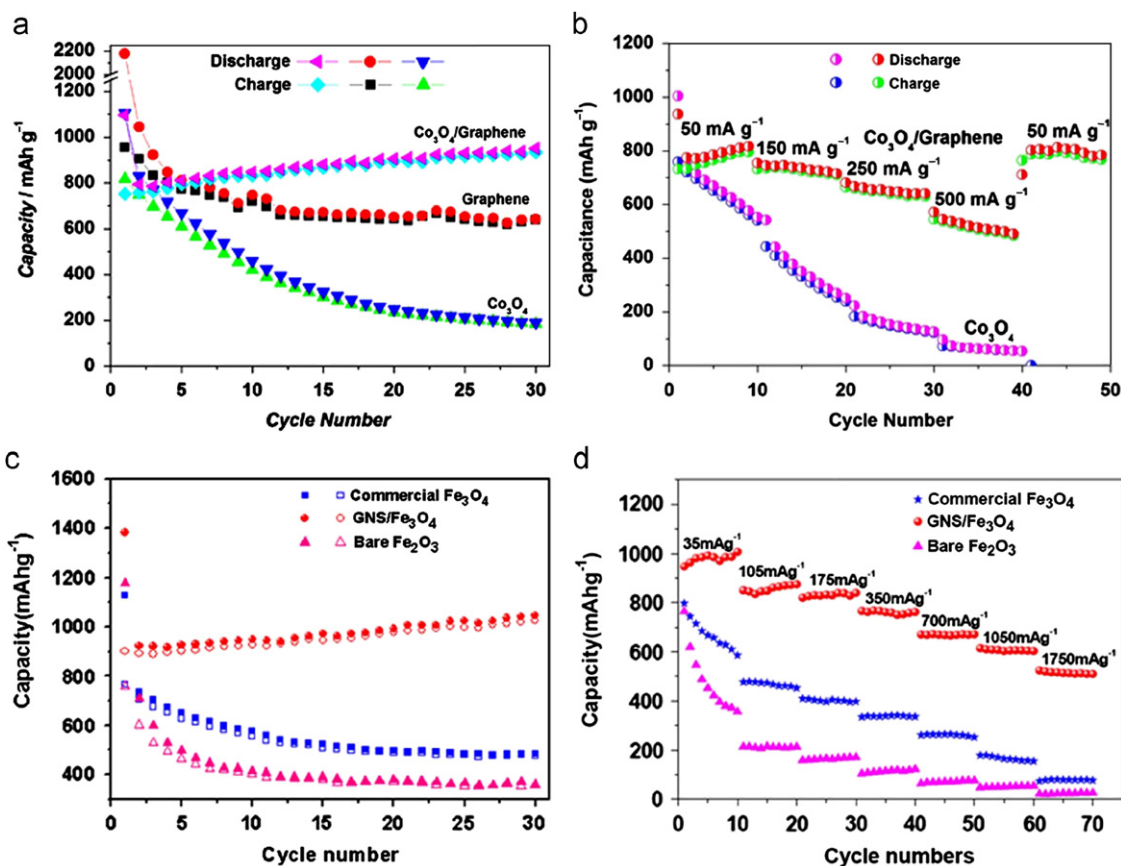 a
Capacity / mAh g⁻¹
2200
2000
1200
1000
800
600
400
200
0
Discharge
Charge
Co₃O₄/Graphene
Graphene
Co₃O₄
0 5 10 15 20 25 30
Cycle Number
b
Capacitance (mAh g⁻¹)
1200
1000
800
600
400
200
0
Discharge
Charge
50 mA g⁻¹
Co₃O₄/Graphene
50 mA g⁻¹
150 mA g⁻¹
250 mA g⁻¹
500 mA g⁻¹
Co₃O₄
0 10 20 30 40 50
Cycle Number
c
Capacity(mAhg⁻¹)
1600
1400
1200
1000
800
600
400
Commercial Fe₃O₄
GNS/Fe₃O₄
Bare Fe₂O₃
0 5 10 15 20 25 30
Cycle number
d
Capacity(mAhg⁻¹)
1200
1000
800
600
400
200
0
Commercial Fe₃O₄
GNS/Fe₃O₄
Bare Fe₂O₃
35mAg⁻¹
105mAg⁻¹
175mAg⁻¹
350mAg⁻¹
700mAg⁻¹
1050mAg⁻¹
1750mAg⁻¹
0 10 20 30 40 50 60 70
Cycle numbers